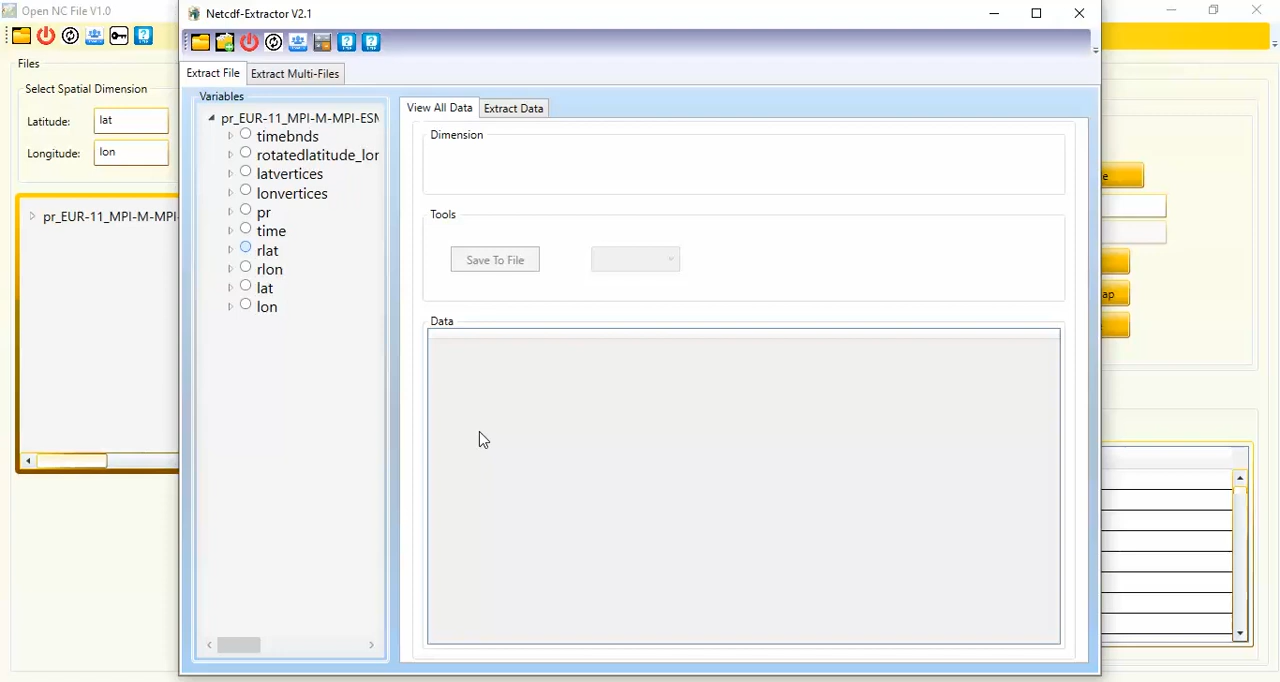 Open NC File V1.0
Files
Select Spatial Dimension
Latitude:
lat
Longitude:
lon
pr_EUR-11_MPI-M-MPI-
Netcdf-Extractor V2.1
Extract File
Extract Multi-Files
Variables
pr_EUR-11_MPI-M-MPI-ESM
timebnds
rotatedlatitude_lon
latvertices
lonvertices
pr
time
rlat
rlon
lat
lon
View All Data
Extract Data
Dimension
Tools
Save To File
Data
e
ap